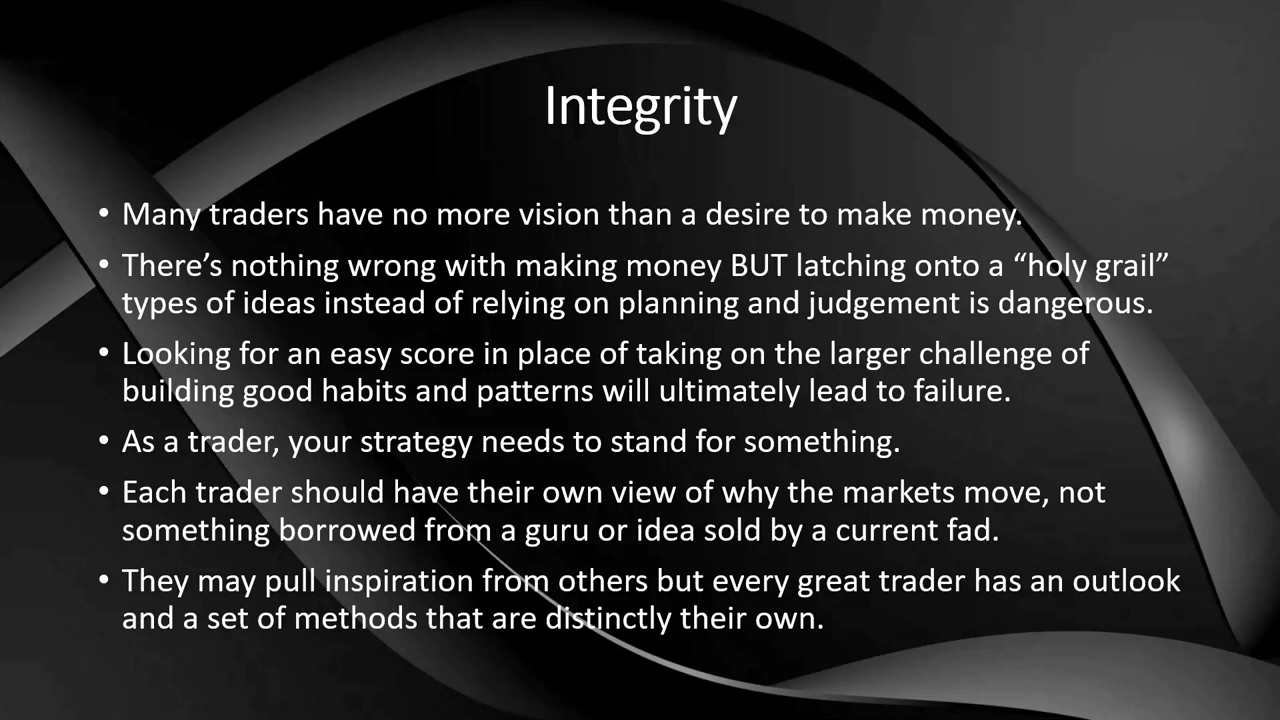 Integrity
• Many traders have no more vision than a desire to make money.
• There’s nothing wrong with making money BUT latching onto a “holy grail”
types of ideas instead of relying on planning and judgement is dangerous.
• Looking for an easy score in place of taking on the larger challenge of
building good habits and patterns will ultimately lead to failure.
• As a trader, your strategy needs to stand for something.
• Each trader should have their own view of why the markets move, not
something borrowed from a guru or idea sold by a current fad.
• They may pull inspiration from others but every great trader has an outlook
and a set of methods that are distinctly their own.